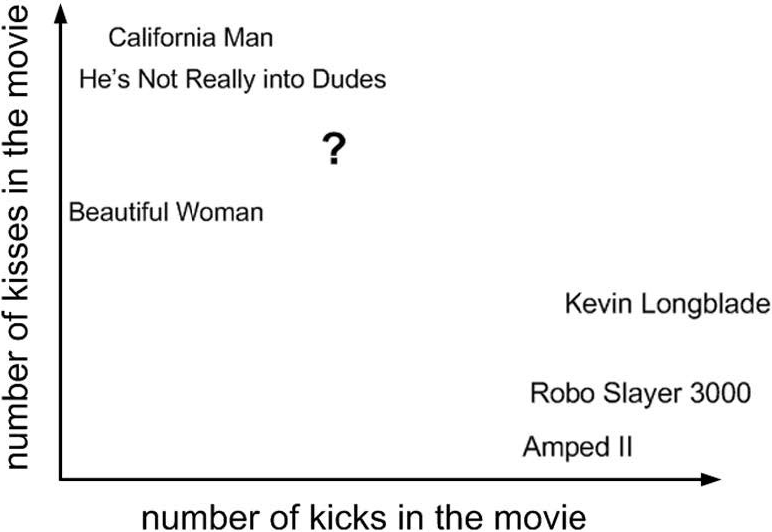 number of kisses in the movie
California Man
He's Not Really into Dudes
?
Beautiful Woman
Kevin Longblade
Robo Slayer 3000
Amped II
number of kicks in the movie